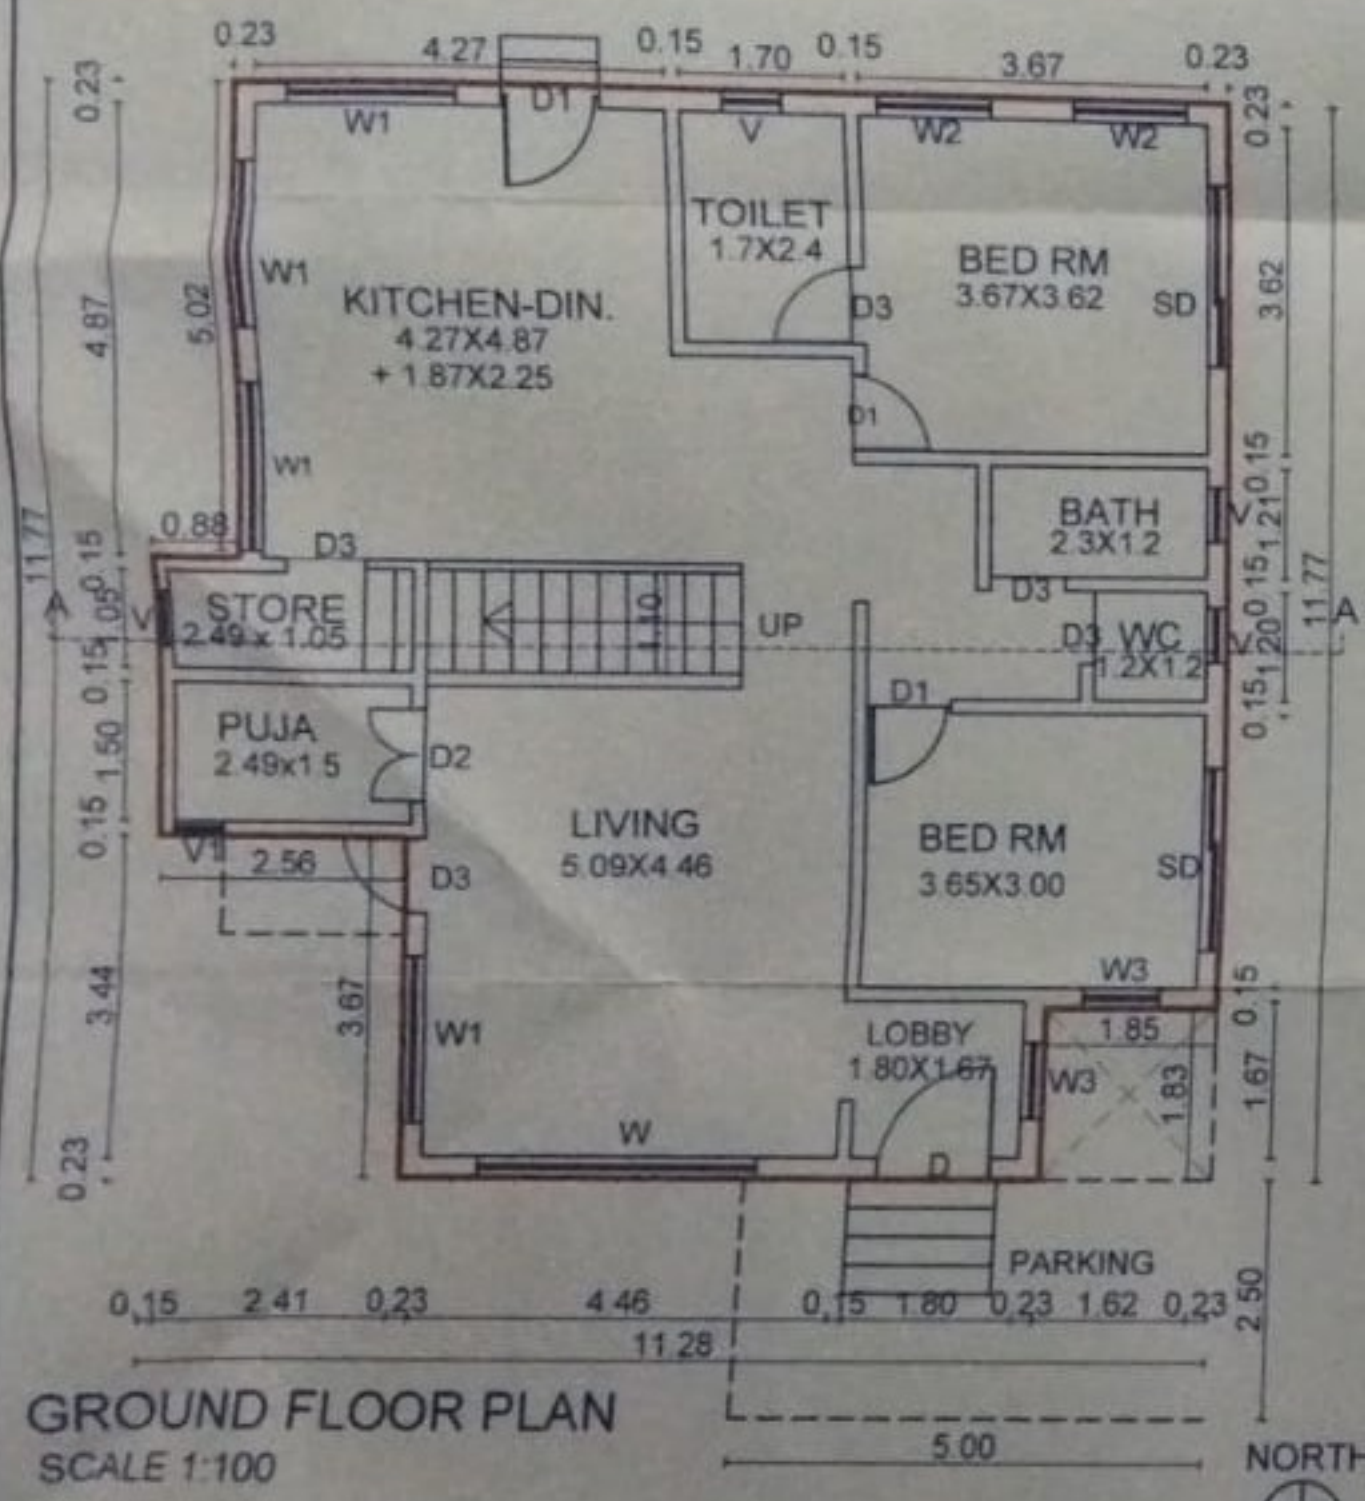 0.23
4.27
0.15
1.70
0.15
3.67
0.23
0.23
D1
W1
V
W2
W2
0.23
TOILET
1.7X2.4
BED RM
3.67X3.62
SD
3.62
W1
KITCHEN-DIN.
4.27X4.87
+ 1.87X2.25
D3
4.87
5.02
D1
W1
0.15
0.88
D3
BATH
2.3X1.2
V
1.21
11.77
0.15
D3
0.15
11.77
A
1.05
V
STORE
2.49 x 1.05
1.10
UP
D3
WC
1.2X1.2
V
1.20
A
0.15
D1
0.15
PUJA
2.49x1.5
D2
1.50
LIVING
5.09X4.46
BED RM
3.65X3.00
SD
0.15
V1
2.56
D3
3.44
3.67
W1
W3
0.15
LOBBY
1.80X1.67
1.85
W3
1.83
1.67
W
D
0.23
PARKING
0,15
2.41
0,23
4.46
0,15
1.80
0,23
1.62
0,23
2.50
11.28
GROUND FLOOR PLAN
SCALE 1:100
5.00
NORTH